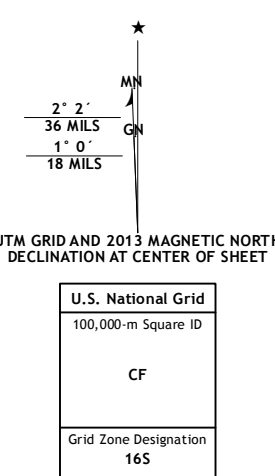 MN
2° 2´
36 MILS
GN
1° 0´
18 MILS
UTM GRID AND 2013 MAGNETIC NORTH
DECLINATION AT CENTER OF SHEET
U.S. National Grid
100,000-m Square ID
CF
Grid Zone Designation
16S